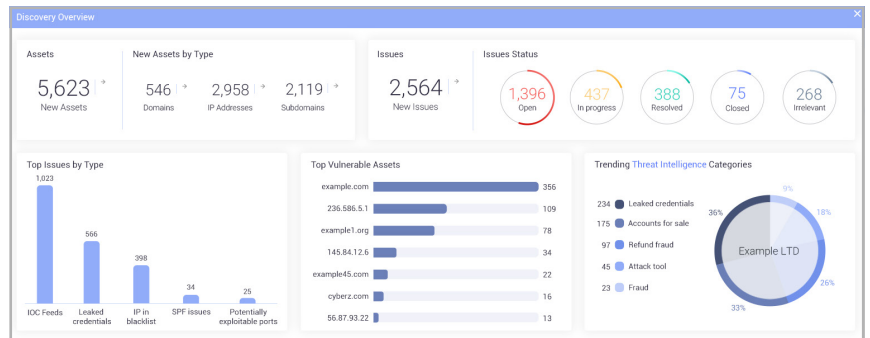 Discovery Overview
Assets
5,623
New Assets
New Assets by Type
546
Domains
2,958
IP Addresses
2,119
Subdomains
Issues
2,564
New Issues
Issues Status
1,396
Open
437
In progress
388
Resolved
75
Closed
268
Irrelevant
Top Issues by Type
1,023
566
398
34
25
IOC Feeds
Leaked
credentials
IP in
blacklist
SPF issues
Potentially
exploitable ports
Top Vulnerable Assets
example.com 356
236.586.5.1 109
example1.org 78
145.84.12.6 34
example45.com 22
cyberz.com 16
56.87.93.22 13
Trending Threat Intelligence Categories
234 Leaked credentials
175 Accounts for sale
97 Refund fraud
45 Attack tool
23 Fraud
9%
18%
36%
Example LTD
26%
33%